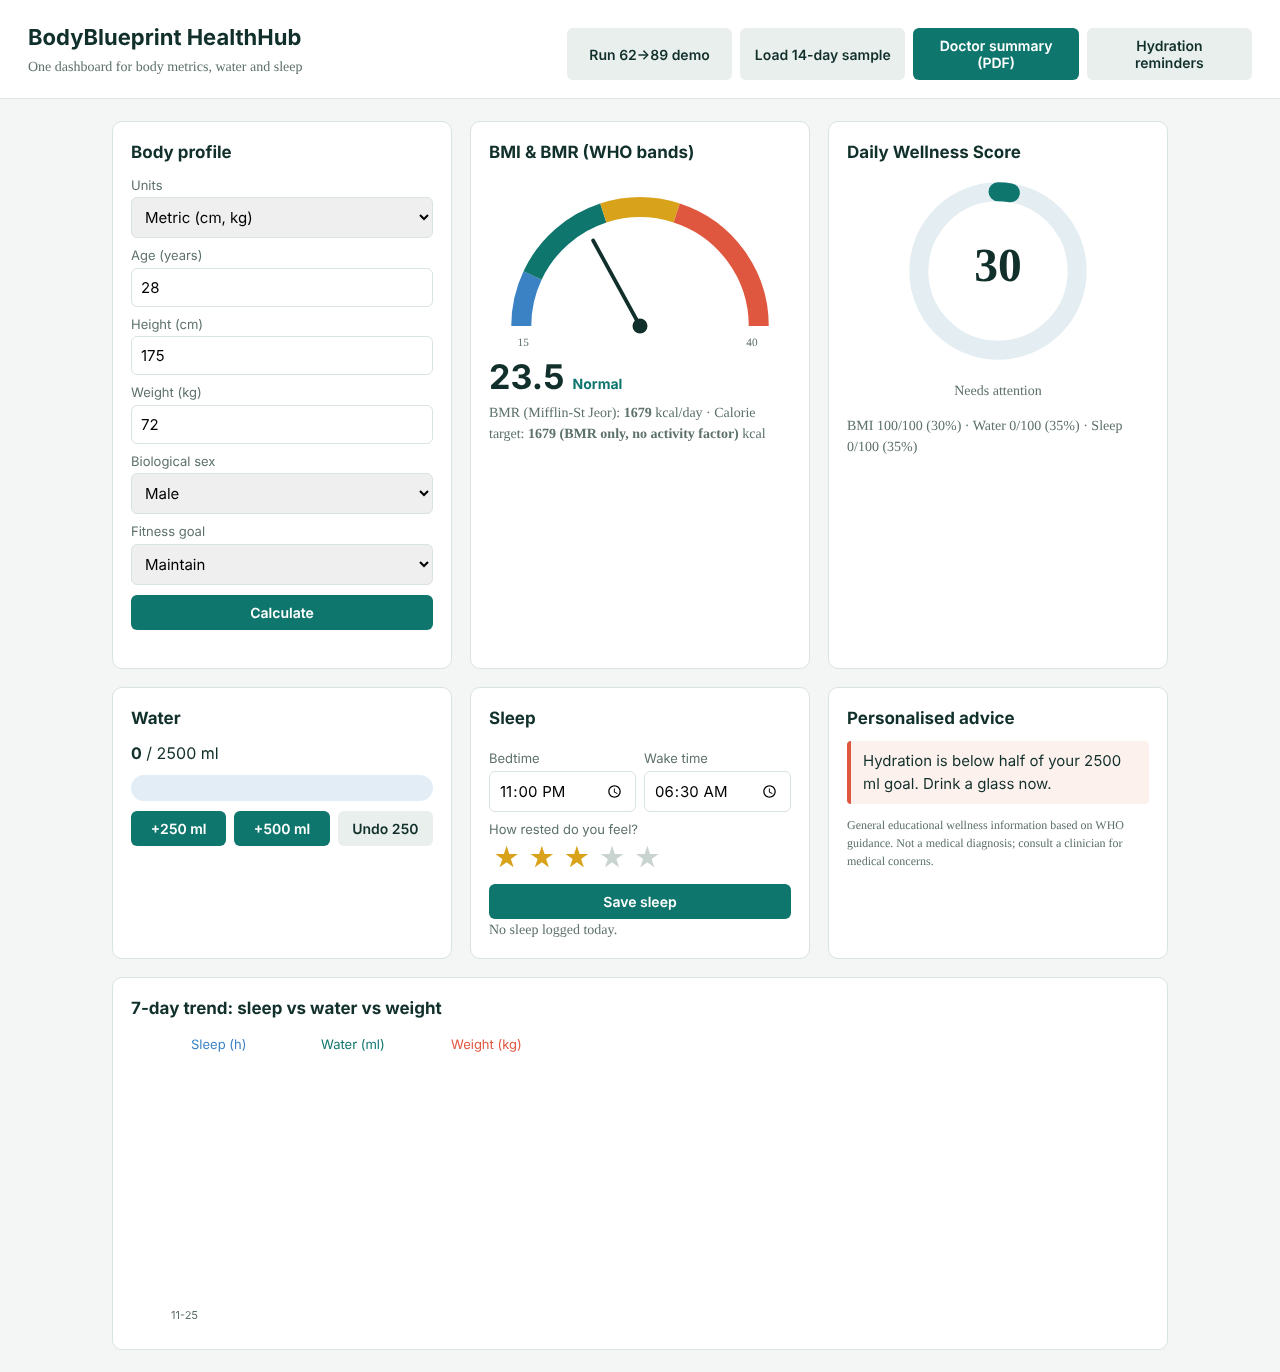 BodyBlueprint HealthHub
One dashboard for body metrics, water and sleep
Run 62→89 demo
Load 14-day sample
Doctor summary
(PDF)
Hydration
reminders
Body profile
Units
Metric (cm, kg)
Age (years)
28
Height (cm)
175
Weight (kg)
72
Biological sex
Male
Fitness goal
Maintain
Calculate
BMI & BMR (WHO bands)
15
40
23.5 Normal
BMR (Mifflin-St Jeor): 1679 kcal/day · Calorie
target: 1679 (BMR only, no activity factor) kcal
Daily Wellness Score
30
Needs attention
BMI 100/100 (30%) · Water 0/100 (35%) · Sleep
0/100 (35%)
Water
0 / 2500 ml
+250 ml
+500 ml
Undo 250
Sleep
Bedtime
Wake time
11:00 PM
06:30 AM
How rested do you feel?
★ ★ ★ ★ ★
Save sleep
No sleep logged today.
Personalised advice
Hydration is below half of your 2500
ml goal. Drink a glass now.
General educational wellness information based on WHO
guidance. Not a medical diagnosis; consult a clinician for
medical concerns.
7-day trend: sleep vs water vs weight
Sleep (h)
Water (ml)
Weight (kg)
11-25